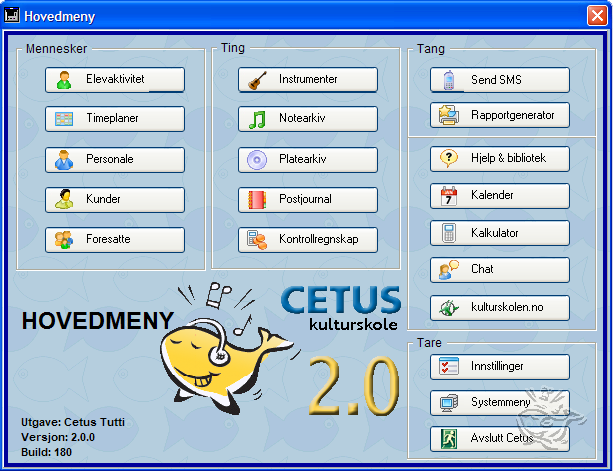 Hovedmeny
Mennesker
Elevaktivitet
Timeplaner
Personale
Kunder
Foresatte
Ting
Instrumenter
Notearkiv
Platearkiv
Postjournal
Kontrollregnskap
Tang
Send SMS
Rapportgenerator
Hjelp & bibliotek
JAN
7
Kalender
Kalkulator
Chat
kulturskolen.no
HOVEDMENY
CETUS
kulturskole
2.0
Tare
Innstillinger
Systemmeny
Avslutt Cetus
Utgave: Cetus Tutti
Versjon: 2.0.0
Build: 180